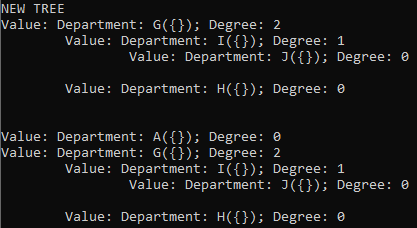 NEW TREE
Value: Department: G({}); Degree: 2
Value: Department: I({}); Degree: 1
Value: Department: J({}); Degree: 0
Value: Department: H({}); Degree: 0
Value: Department: A({}); Degree: 0
Value: Department: G({}); Degree: 2
Value: Department: I({}); Degree: 1
Value: Department: J({}); Degree: 0
Value: Department: H({}); Degree: 0